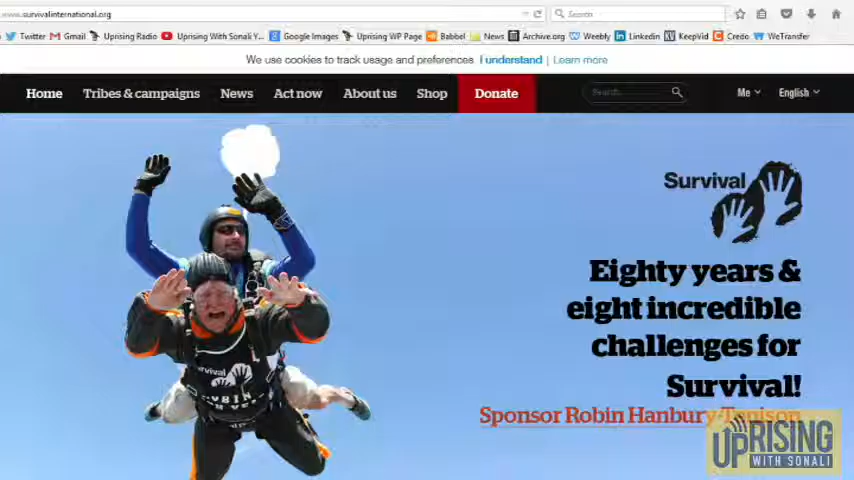 www.survivalinternational.org
Search
Twitter Gmail Uprising Radio Uprising With Sonali Y... Google Images Uprising WP Page Babbel News Archive.org Weebly Linkedin KeepVid Credo WeTransfer
We use cookies to track usage and preferences. I understand | Learn more
Home Tribes & campaigns News Act now About us Shop Donate Search... Me English
Survival
Eighty years &
eight incredible
challenges for
Survival!
Sponsor Robin Hanbury-Tenison
Survival
UPRISING
WITH SONALI